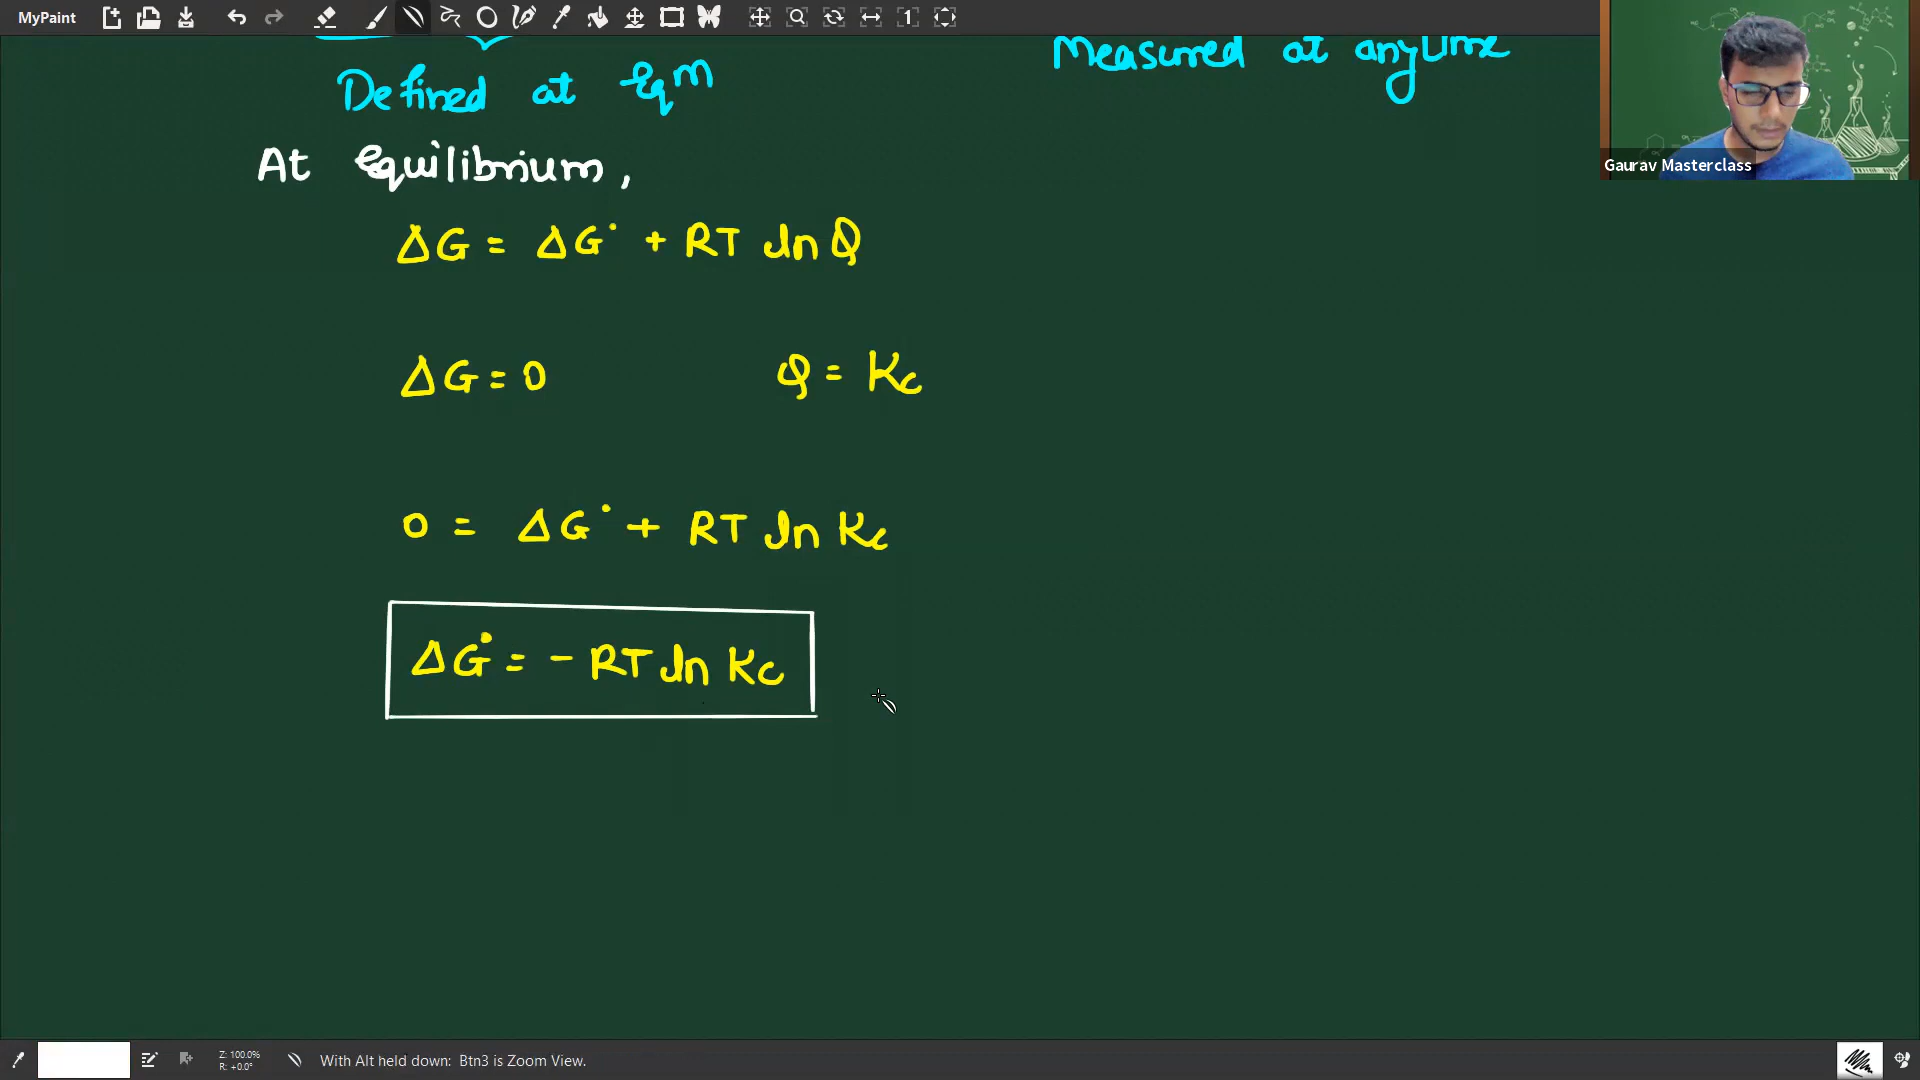 MyPaint
Measured at anytime
Defined at Eqm
Gaurav Masterclass
At Equilibrium,
ΔG = ΔG° + RT ln Q
ΔG = 0 Q = Kc
0 = ΔG° + RT ln Kc
ΔG° = - RT ln Kc
Z: 100.0%
R: +0.0°
With Alt held down: Btn3 is Zoom View.